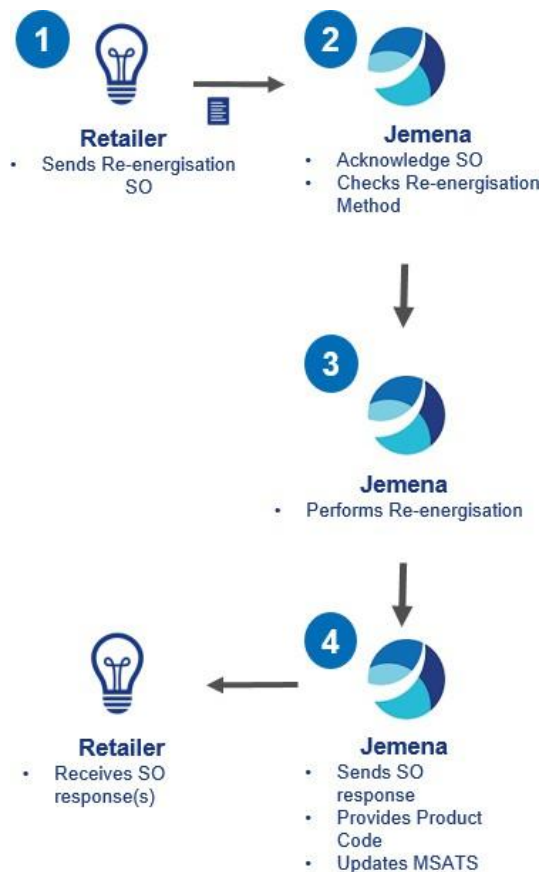 1
Retailer
• Sends Re-energisation
SO
2
Jemena
• Acknowledge SO
• Checks Re-energisation
Method
3
Jemena
• Performs Re-energisation
4
Jemena
• Sends SO
response
• Provides Product
Code
• Updates MSATS
Retailer
• Receives SO
response(s)